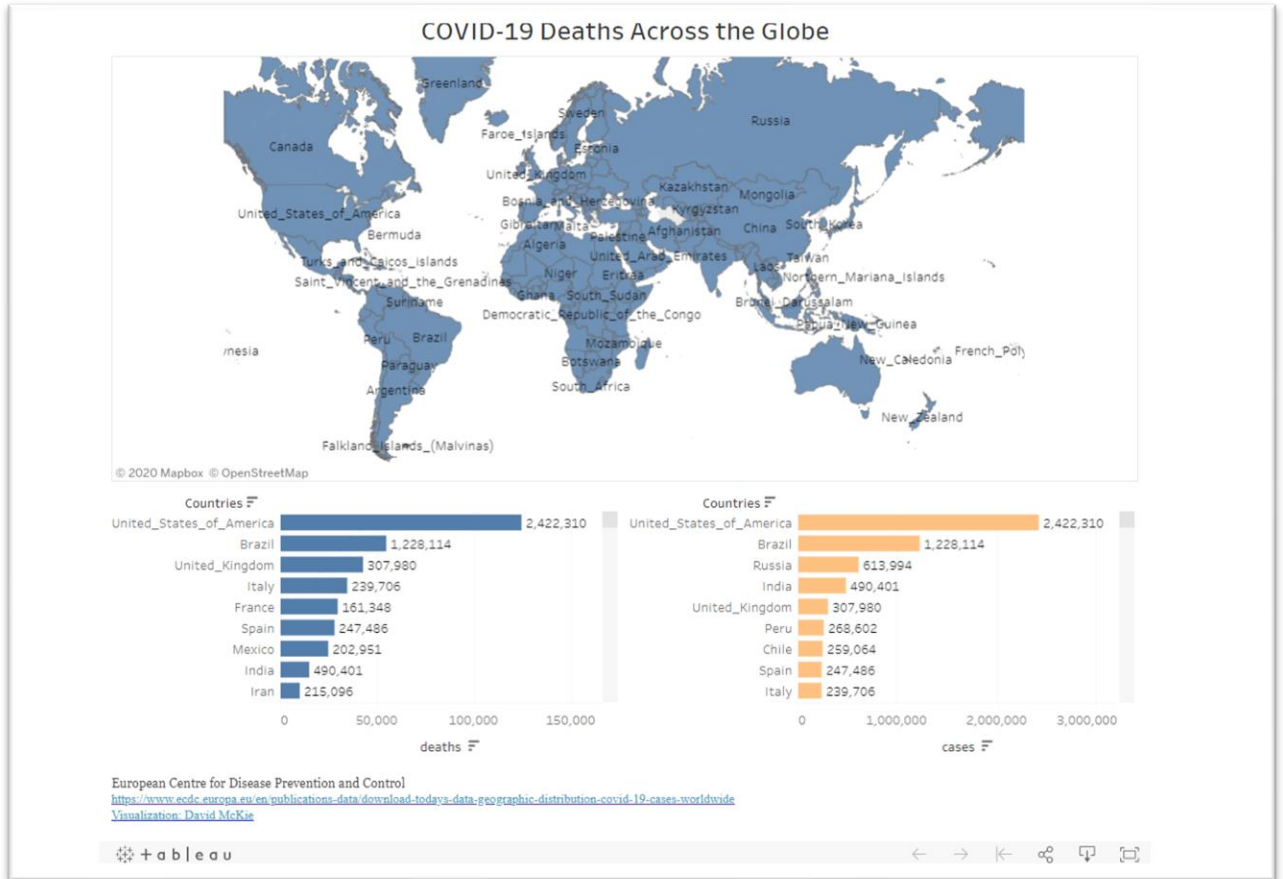 COVID-19 Deaths Across the Globe
Greenland
Sweden
Russia
Faroe_Islands
Canada
Estonia
United_Kingdom
Kazakhstan
Mongolia
Bosnia_and_Herzegovina
Kyrgyzstan
United_States_of_America
Gibraltar
Malta
Afghanistan
China
South_Korea
Bermuda
Palestine
Algeria
Turks_and_Caicos_islands
United_Arab_Emirates
Taiwan
Laos
Niger
Eritrea
Northern_Mariana_Islands
Saint_Vincent_and_the_Grenadines
Ghana
South_Sudan
Suriname
Brunei_Darussalam
Democratic_Republic_of_the_Congo
Papua_New_Guinea
Peru
Brazil
Mozambique
ynesia
French_Poly
New_Caledonia
Paraguay
Botswana
Argentina
South_Africa
New_Zealand
Falkland_Islands_(Malvinas)
© 2020 Mapbox © OpenStreetMap
Countries
United_States_of_America 2,422,310
Brazil 1,228,114
United_Kingdom 307,980
Italy 239,706
France 161,348
Spain 247,486
Mexico 202,951
India 490,401
Iran 215,096
0 50,000 100,000 150,000
deaths
Countries
United_States_of_America 2,422,310
Brazil 1,228,114
Russia 613,994
India 490,401
United_Kingdom 307,980
Peru 268,602
Chile 259,064
Spain 247,486
Italy 239,706
0 1,000,000 2,000,000 3,000,000
cases
European Centre for Disease Prevention and Control
https://www.ecdc.europa.eu/en/publications-data/download-todays-data-geographic-distribution-covid-19-cases-worldwide
Visualization: David McKie
+ableau